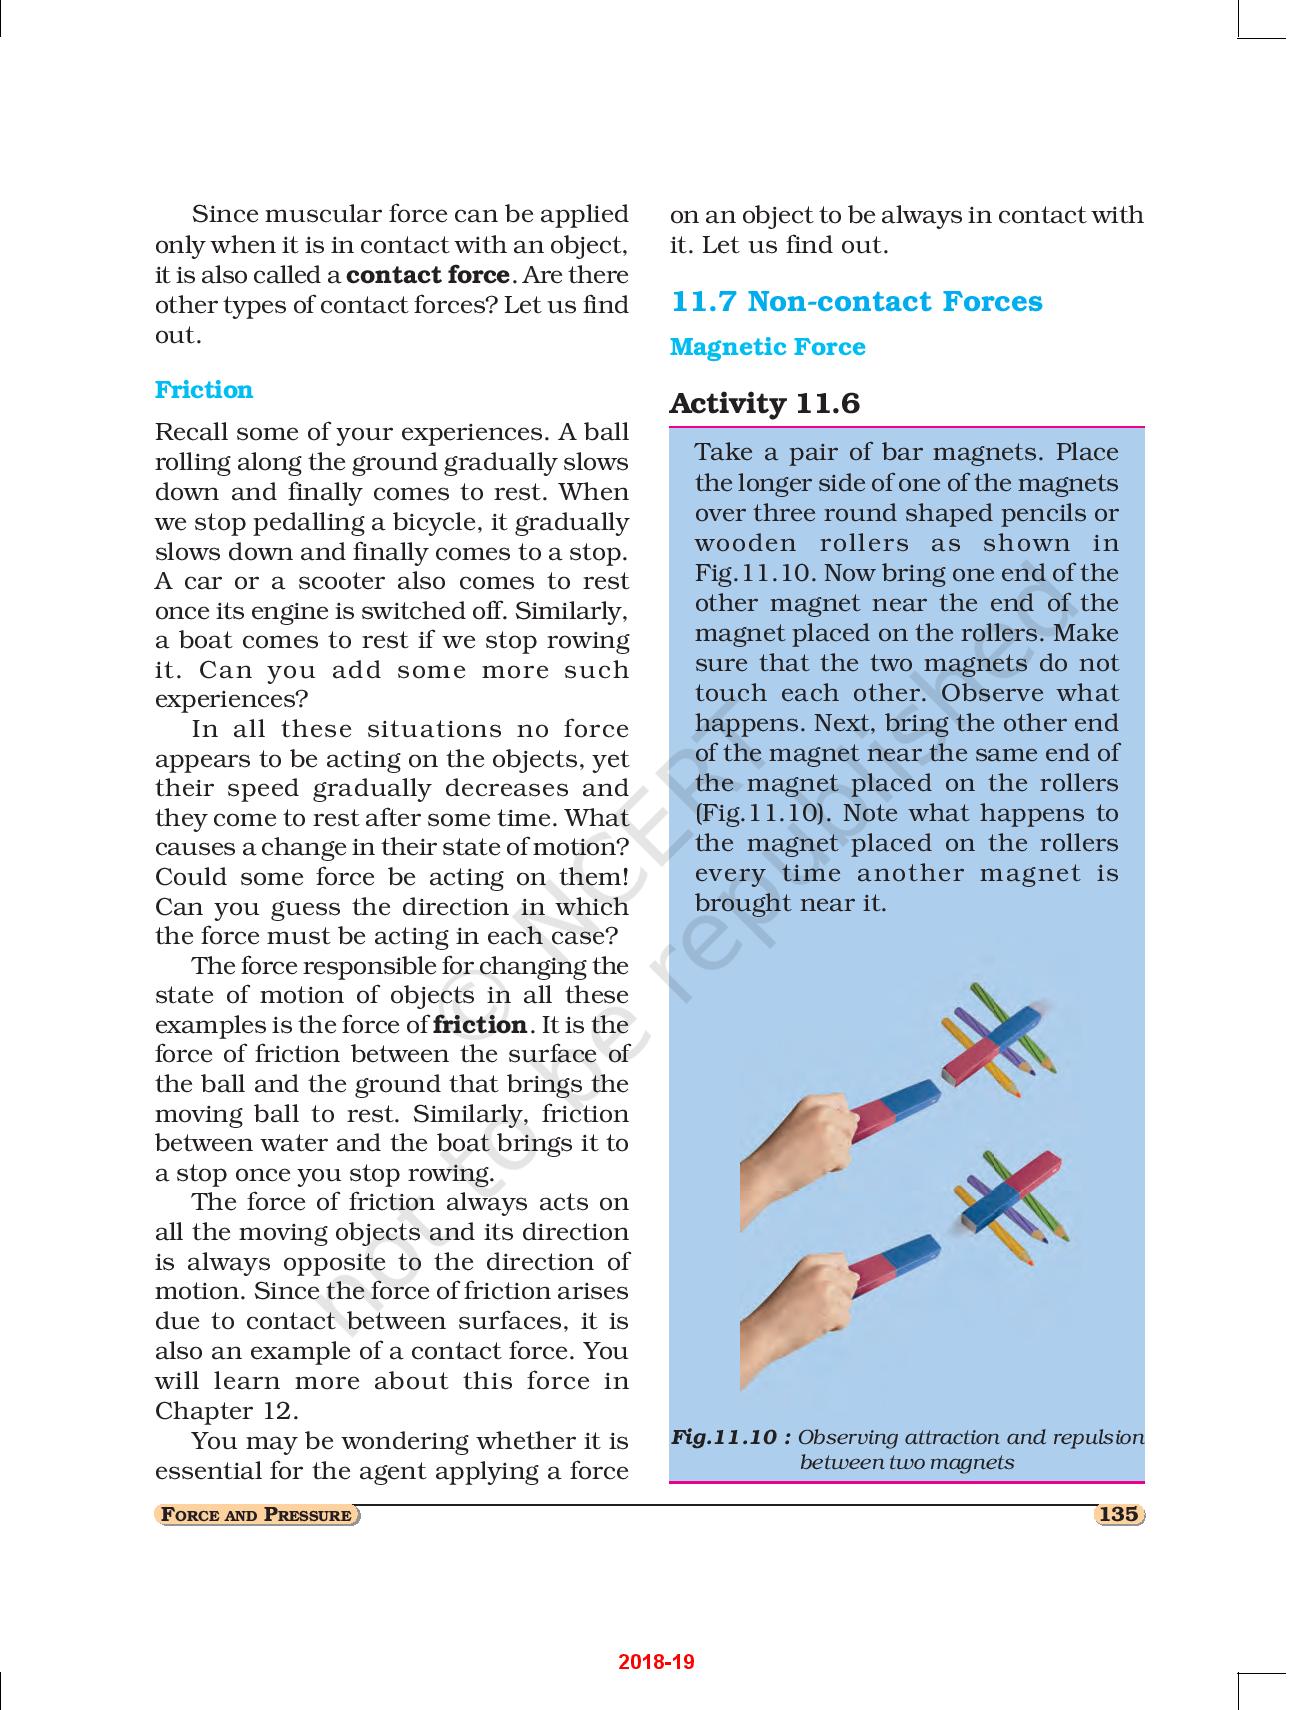 Since muscular force can be applied
only when it is in contact with an object,
it is also called a contact force. Are there
other types of contact forces? Let us find
out.
Friction
Recall some of your experiences. A ball
rolling along the ground gradually slows
down and finally comes to rest. When
we stop pedalling a bicycle, it gradually
slows down and finally comes to a stop.
A car or a scooter also comes to rest
once its engine is switched off. Similarly,
a boat comes to rest if we stop rowing
it. Can you add some more such
experiences?
In all these situations no force
appears to be acting on the objects, yet
their speed gradually decreases and
they come to rest after some time. What
causes a change in their state of motion?
Could some force be acting on them!
Can you guess the direction in which
the force must be acting in each case?
The force responsible for changing the
state of motion of objects in all these
examples is the force of friction. It is the
force of friction between the surface of
the ball and the ground that brings the
moving ball to rest. Similarly, friction
between water and the boat brings it to
a stop once you stop rowing.
The force of friction always acts on
all the moving objects and its direction
is always opposite to the direction of
motion. Since the force of friction arises
due to contact between surfaces, it is
also an example of a contact force. You
will learn more about this force in
Chapter 12.
You may be wondering whether it is
essential for the agent applying a force
on an object to be always in contact with
it. Let us find out.
11.7 Non-contact Forces
Magnetic Force
Activity 11.6
Take a pair of bar magnets. Place
the longer side of one of the magnets
over three round shaped pencils or
wooden rollers as shown in
Fig.11.10. Now bring one end of the
other magnet near the end of the
magnet placed on the rollers. Make
sure that the two magnets do not
touch each other. Observe what
happens. Next, bring the other end
of the magnet near the same end of
the magnet placed on the rollers
(Fig.11.10). Note what happens to
the magnet placed on the rollers
every time another magnet is
brought near it.
Fig.11.10 : Observing attraction and repulsion
between two magnets
FORCE AND PRESSURE
135
© NCERT
not to be republished
2018-19